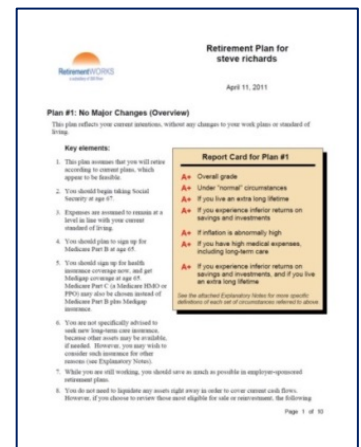 Retirement Plan for
steve richards
RetirementWORKS
April 11, 2011
Plan #1: No Major Changes (Overview)
This plan reflects your current intentions, without any changes to your work plans or standard of
living.
Key elements:
1. This plan assumes that you will retire
according to current plans, which
appear to be feasible.
2. You should begin taking Social
Security at age 67.
3. Expenses are assumed to remain at a
level in line with your current
standard of living.
4. You should plan to sign up for
Medicare Part B at age 65.
5. You should sign up for health
insurance coverage now, and get
Medigap coverage at age 65.
Medicare Part C (a Medicare HMO or
PPO) may also be chosen instead of
Medicare Part B plus Medigap
insurance.
6. You are not specifically advised to
seek new long-term care insurance,
because other assets may be available,
if needed. However, you may wish to
consider such insurance for other
reasons (see Explanatory Notes).
Report Card for Plan #1
A+ Overall grade
A+ Under "normal" circumstances
A+ If you live an extra long lifetime
A+ If you experience inferior returns on
savings and investments
A+ If inflation is abnormally high
A+ If you have high medical expenses,
including long-term care
A+ If you experience inferior returns on
savings and investments, and if you live
an extra long lifetime
See the attached Explanatory Notes for more specific
definitions of each set of circumstances referred to above.
7. While you are still working, you should save as much as possible in employer-sponsored
retirement plans.
8. You do not need to liquidate any assets right away in order to cover current cash flows.
However, if you choose to review those most eligible for sale or reinvestment, the following
Page 1 of 10